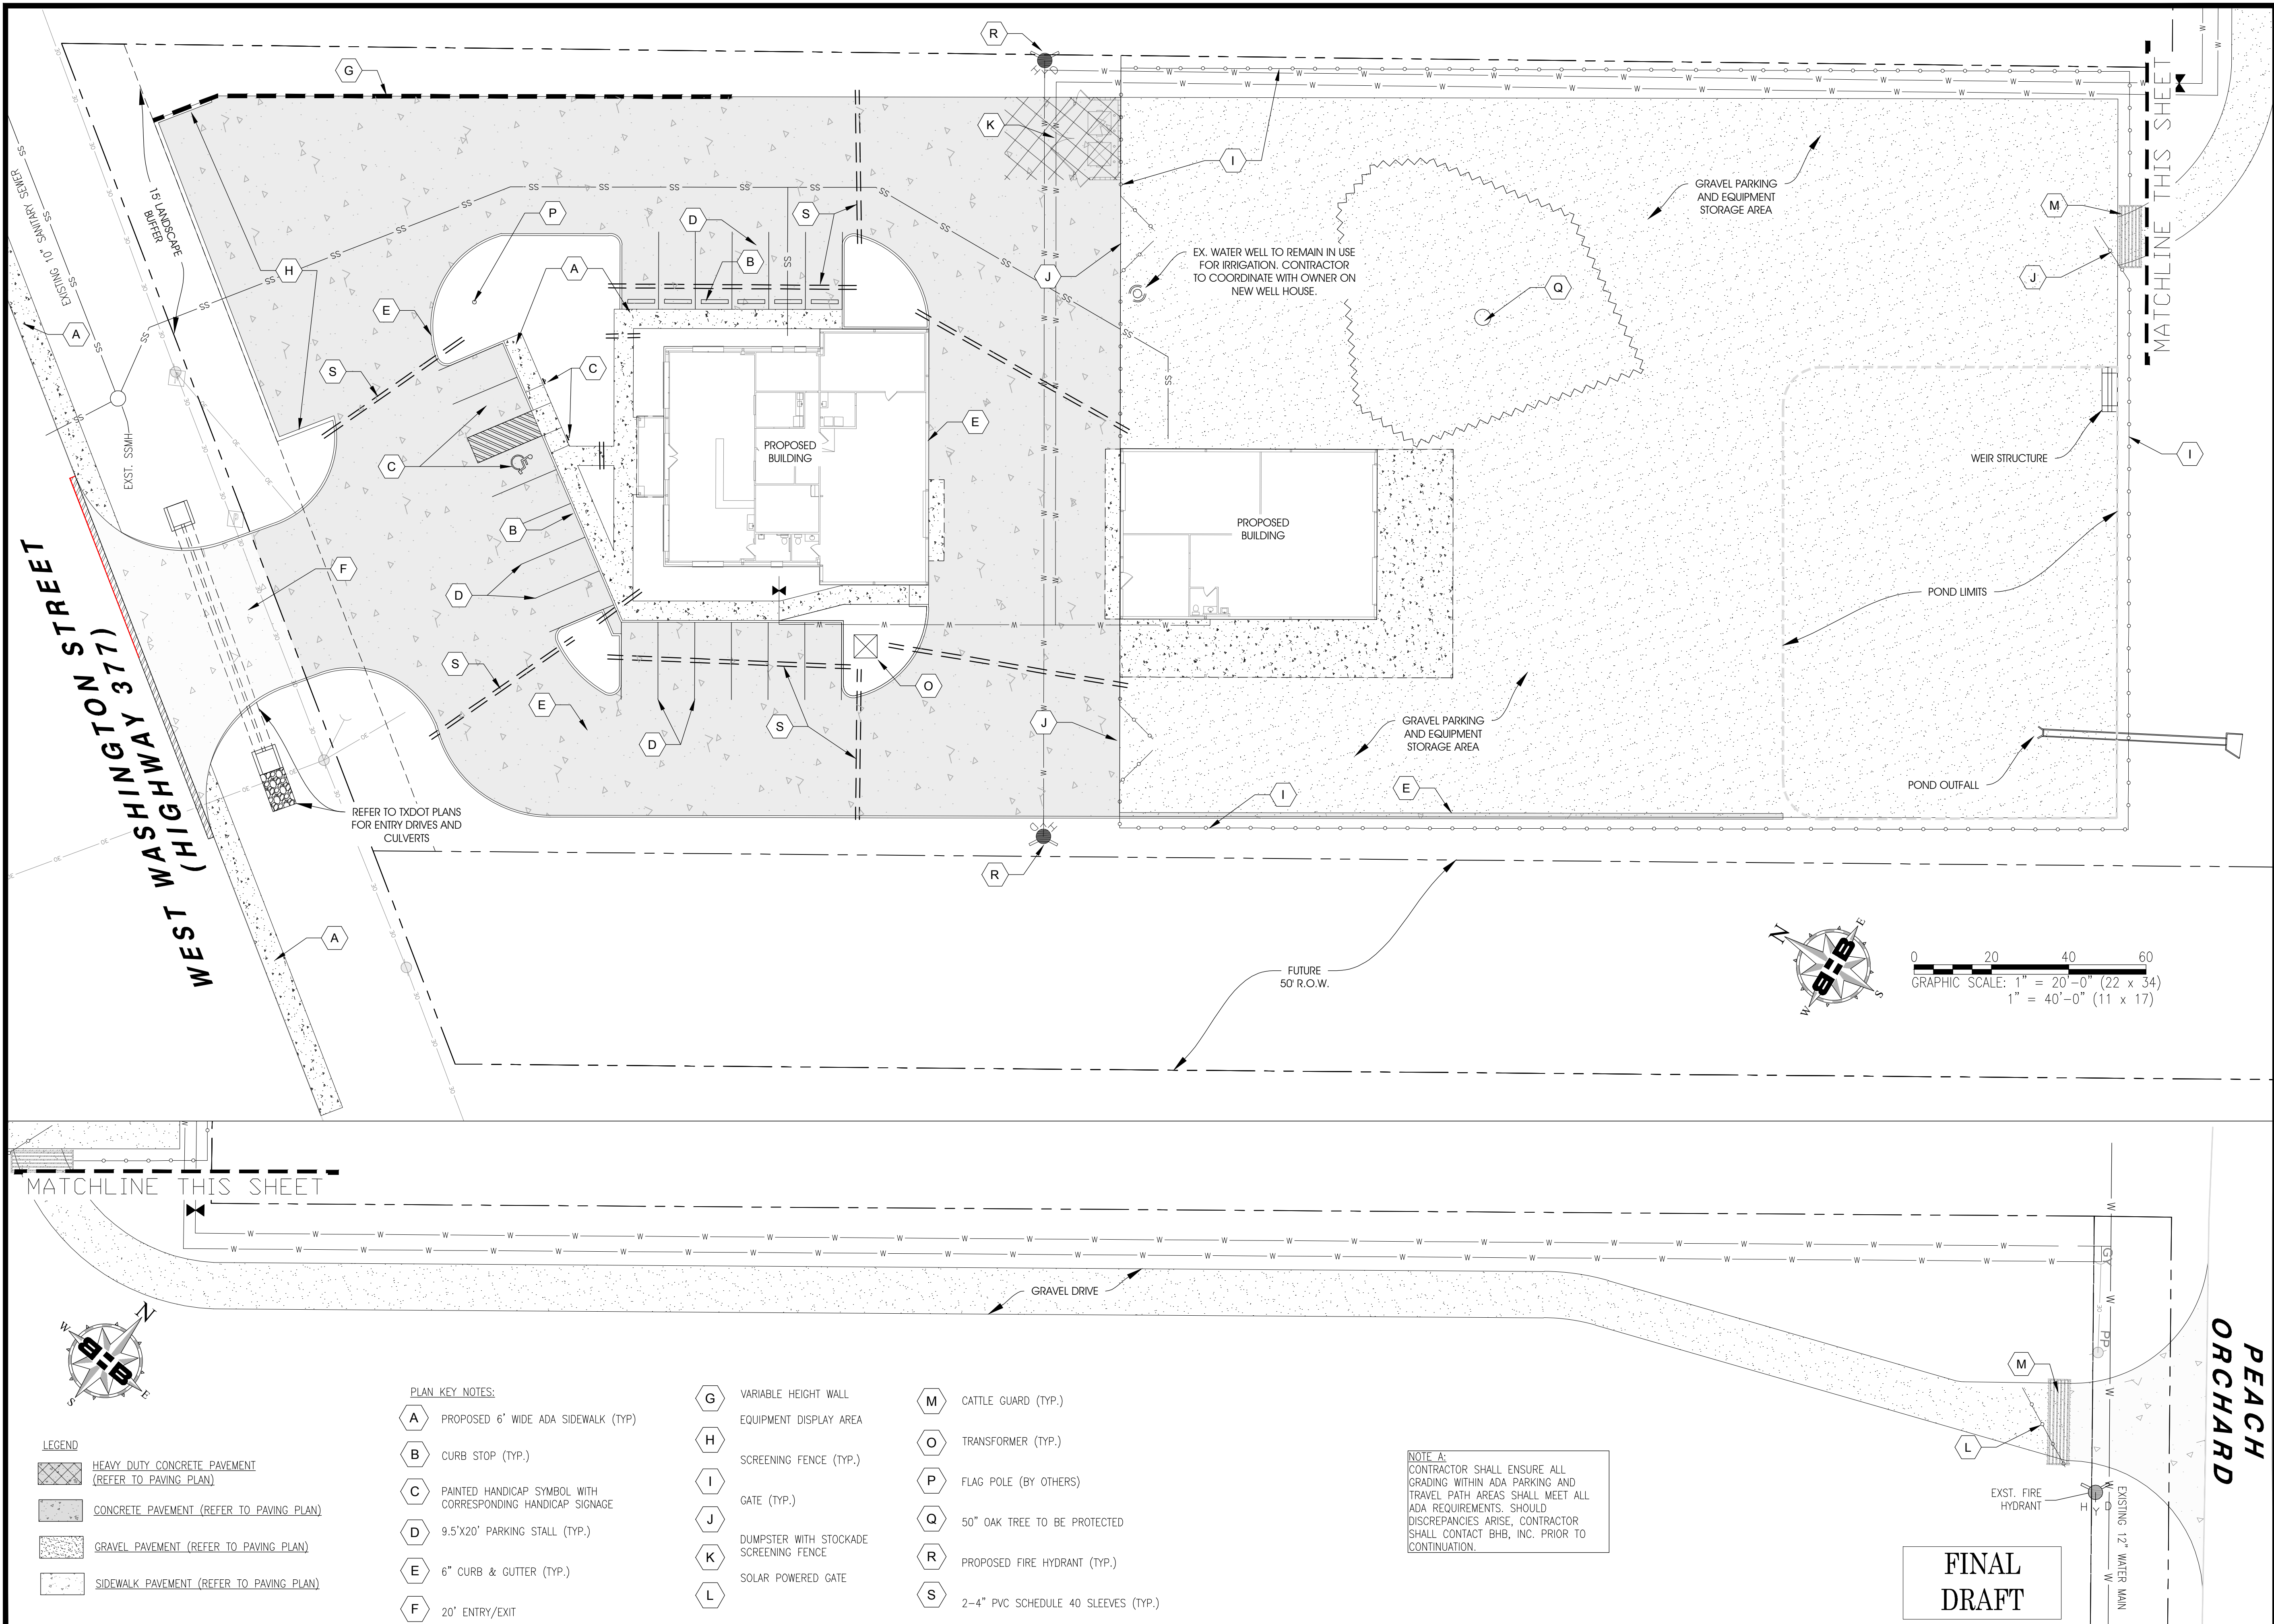 R
G
K
I
15' LANDSCAPE
BUFFER
EXISTING 10" SANITARY SEWER
SS
H
P
D
S
B
A
E
A
S
C
C
EXST. SSMH
B
F
D
S
E
D
S
O
PROPOSED
BUILDING
E
J
EX. WATER WELL TO REMAIN IN USE
FOR IRRIGATION. CONTRACTOR
TO COORDINATE WITH OWNER ON
NEW WELL HOUSE.
GRAVEL PARKING
AND EQUIPMENT
STORAGE AREA
Q
M
J
MATCHLINE THIS SHEET
WEIR STRUCTURE
I
PROPOSED
BUILDING
POND LIMITS
GRAVEL PARKING
AND EQUIPMENT
STORAGE AREA
J
I
E
POND OUTFALL
WEST WASHINGTON STREET
(HIGHWAY 377)
REFER TO TXDOT PLANS
FOR ENTRY DRIVES AND
CULVERTS
A
R
FUTURE
50' R.O.W.
N
E
S
W
0 20 40 60
GRAPHIC SCALE: 1" = 20'-0" (22 x 34)
1" = 40'-0" (11 x 17)
MATCHLINE THIS SHEET
GRAVEL DRIVE
N
W
E
S
LEGEND
HEAVY DUTY CONCRETE PAVEMENT
(REFER TO PAVING PLAN)
CONCRETE PAVEMENT (REFER TO PAVING PLAN)
GRAVEL PAVEMENT (REFER TO PAVING PLAN)
SIDEWALK PAVEMENT (REFER TO PAVING PLAN)
PLAN KEY NOTES:
A PROPOSED 6' WIDE ADA SIDEWALK (TYP)
B CURB STOP (TYP.)
C PAINTED HANDICAP SYMBOL WITH
CORRESPONDING HANDICAP SIGNAGE
D 9.5'X20' PARKING STALL (TYP.)
E 6" CURB & GUTTER (TYP.)
F 20' ENTRY/EXIT
G VARIABLE HEIGHT WALL
EQUIPMENT DISPLAY AREA
H
SCREENING FENCE (TYP.)
I
GATE (TYP.)
J
DUMPSTER WITH STOCKADE
SCREENING FENCE
K
SOLAR POWERED GATE
L
M CATTLE GUARD (TYP.)
O TRANSFORMER (TYP.)
P FLAG POLE (BY OTHERS)
Q 50" OAK TREE TO BE PROTECTED
R PROPOSED FIRE HYDRANT (TYP.)
S 2-4" PVC SCHEDULE 40 SLEEVES (TYP.)
NOTE A:
CONTRACTOR SHALL ENSURE ALL
GRADING WITHIN ADA PARKING AND
TRAVEL PATH AREAS SHALL MEET ALL
ADA REQUIREMENTS. SHOULD
DISCREPANCIES ARISE, CONTRACTOR
SHALL CONTACT BHB, INC. PRIOR TO
CONTINUATION.
M
L
GY
PP
EXST. FIRE
HYDRANT
HYD
EXISTING 12" WATER MAIN
PEACH
ORCHARD
FINAL
DRAFT